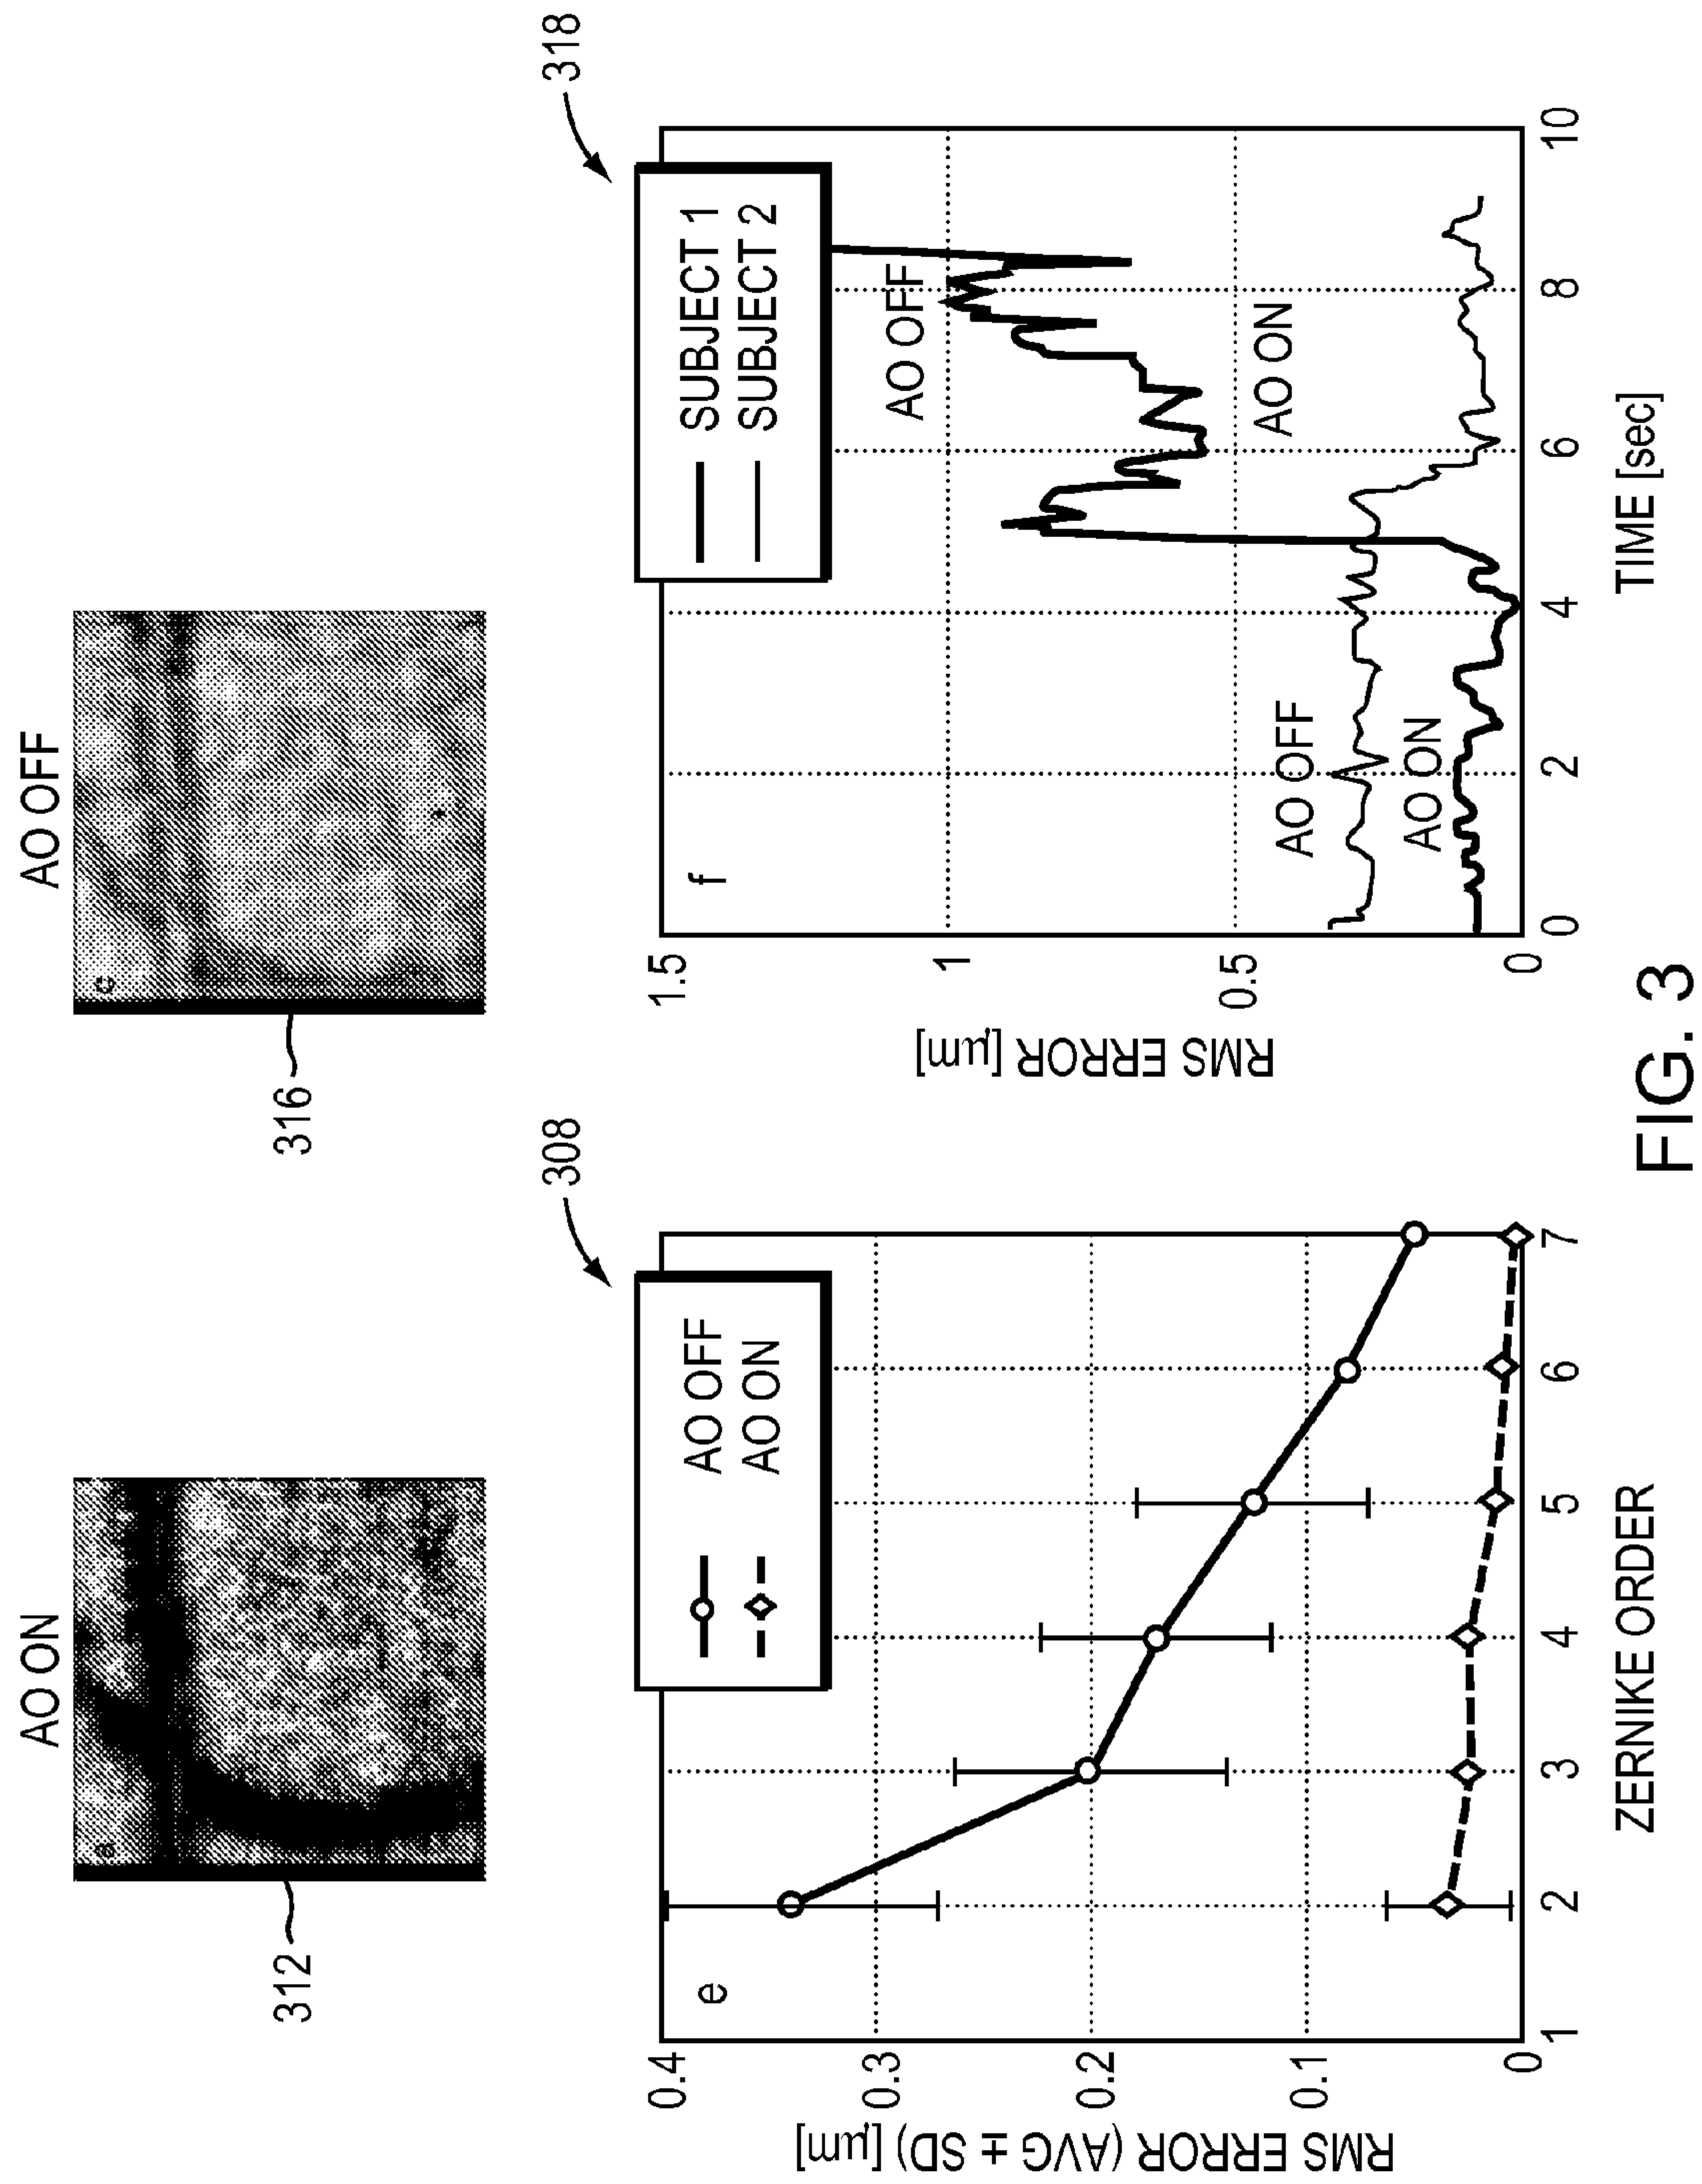 AO ON
AO OFF
a
c
312
316
308
318
AO OFF
AO ON
e
0.4
0.3
0.2
0.1
0
RMS ERROR (AVG ± SD) [µm]
1
2
3
4
5
6
7
ZERNIKE ORDER
SUBJECT 1
SUBJECT 2
f
1.5
1
0.5
0
RMS ERROR [µm]
AO OFF
AO ON
AO OFF
AO ON
0
2
4
6
8
10
TIME [sec]
FIG. 3